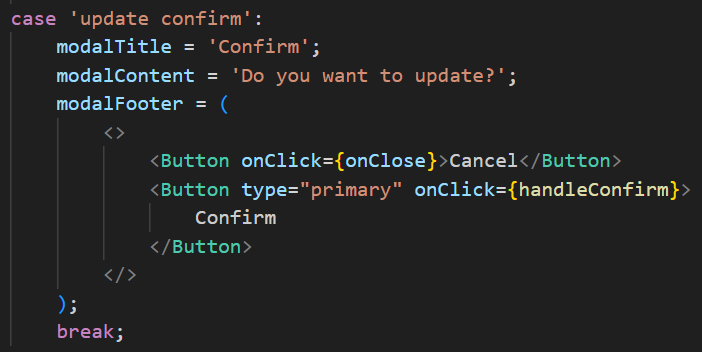 case 'update confirm':
    modalTitle = 'Confirm';
    modalContent = 'Do you want to update?';
    modalFooter = (
        <>
            <Button onClick={onClose}>Cancel</Button>
            <Button type="primary" onClick={handleConfirm}>
                Confirm
            </Button>
        </>
    );
    break;